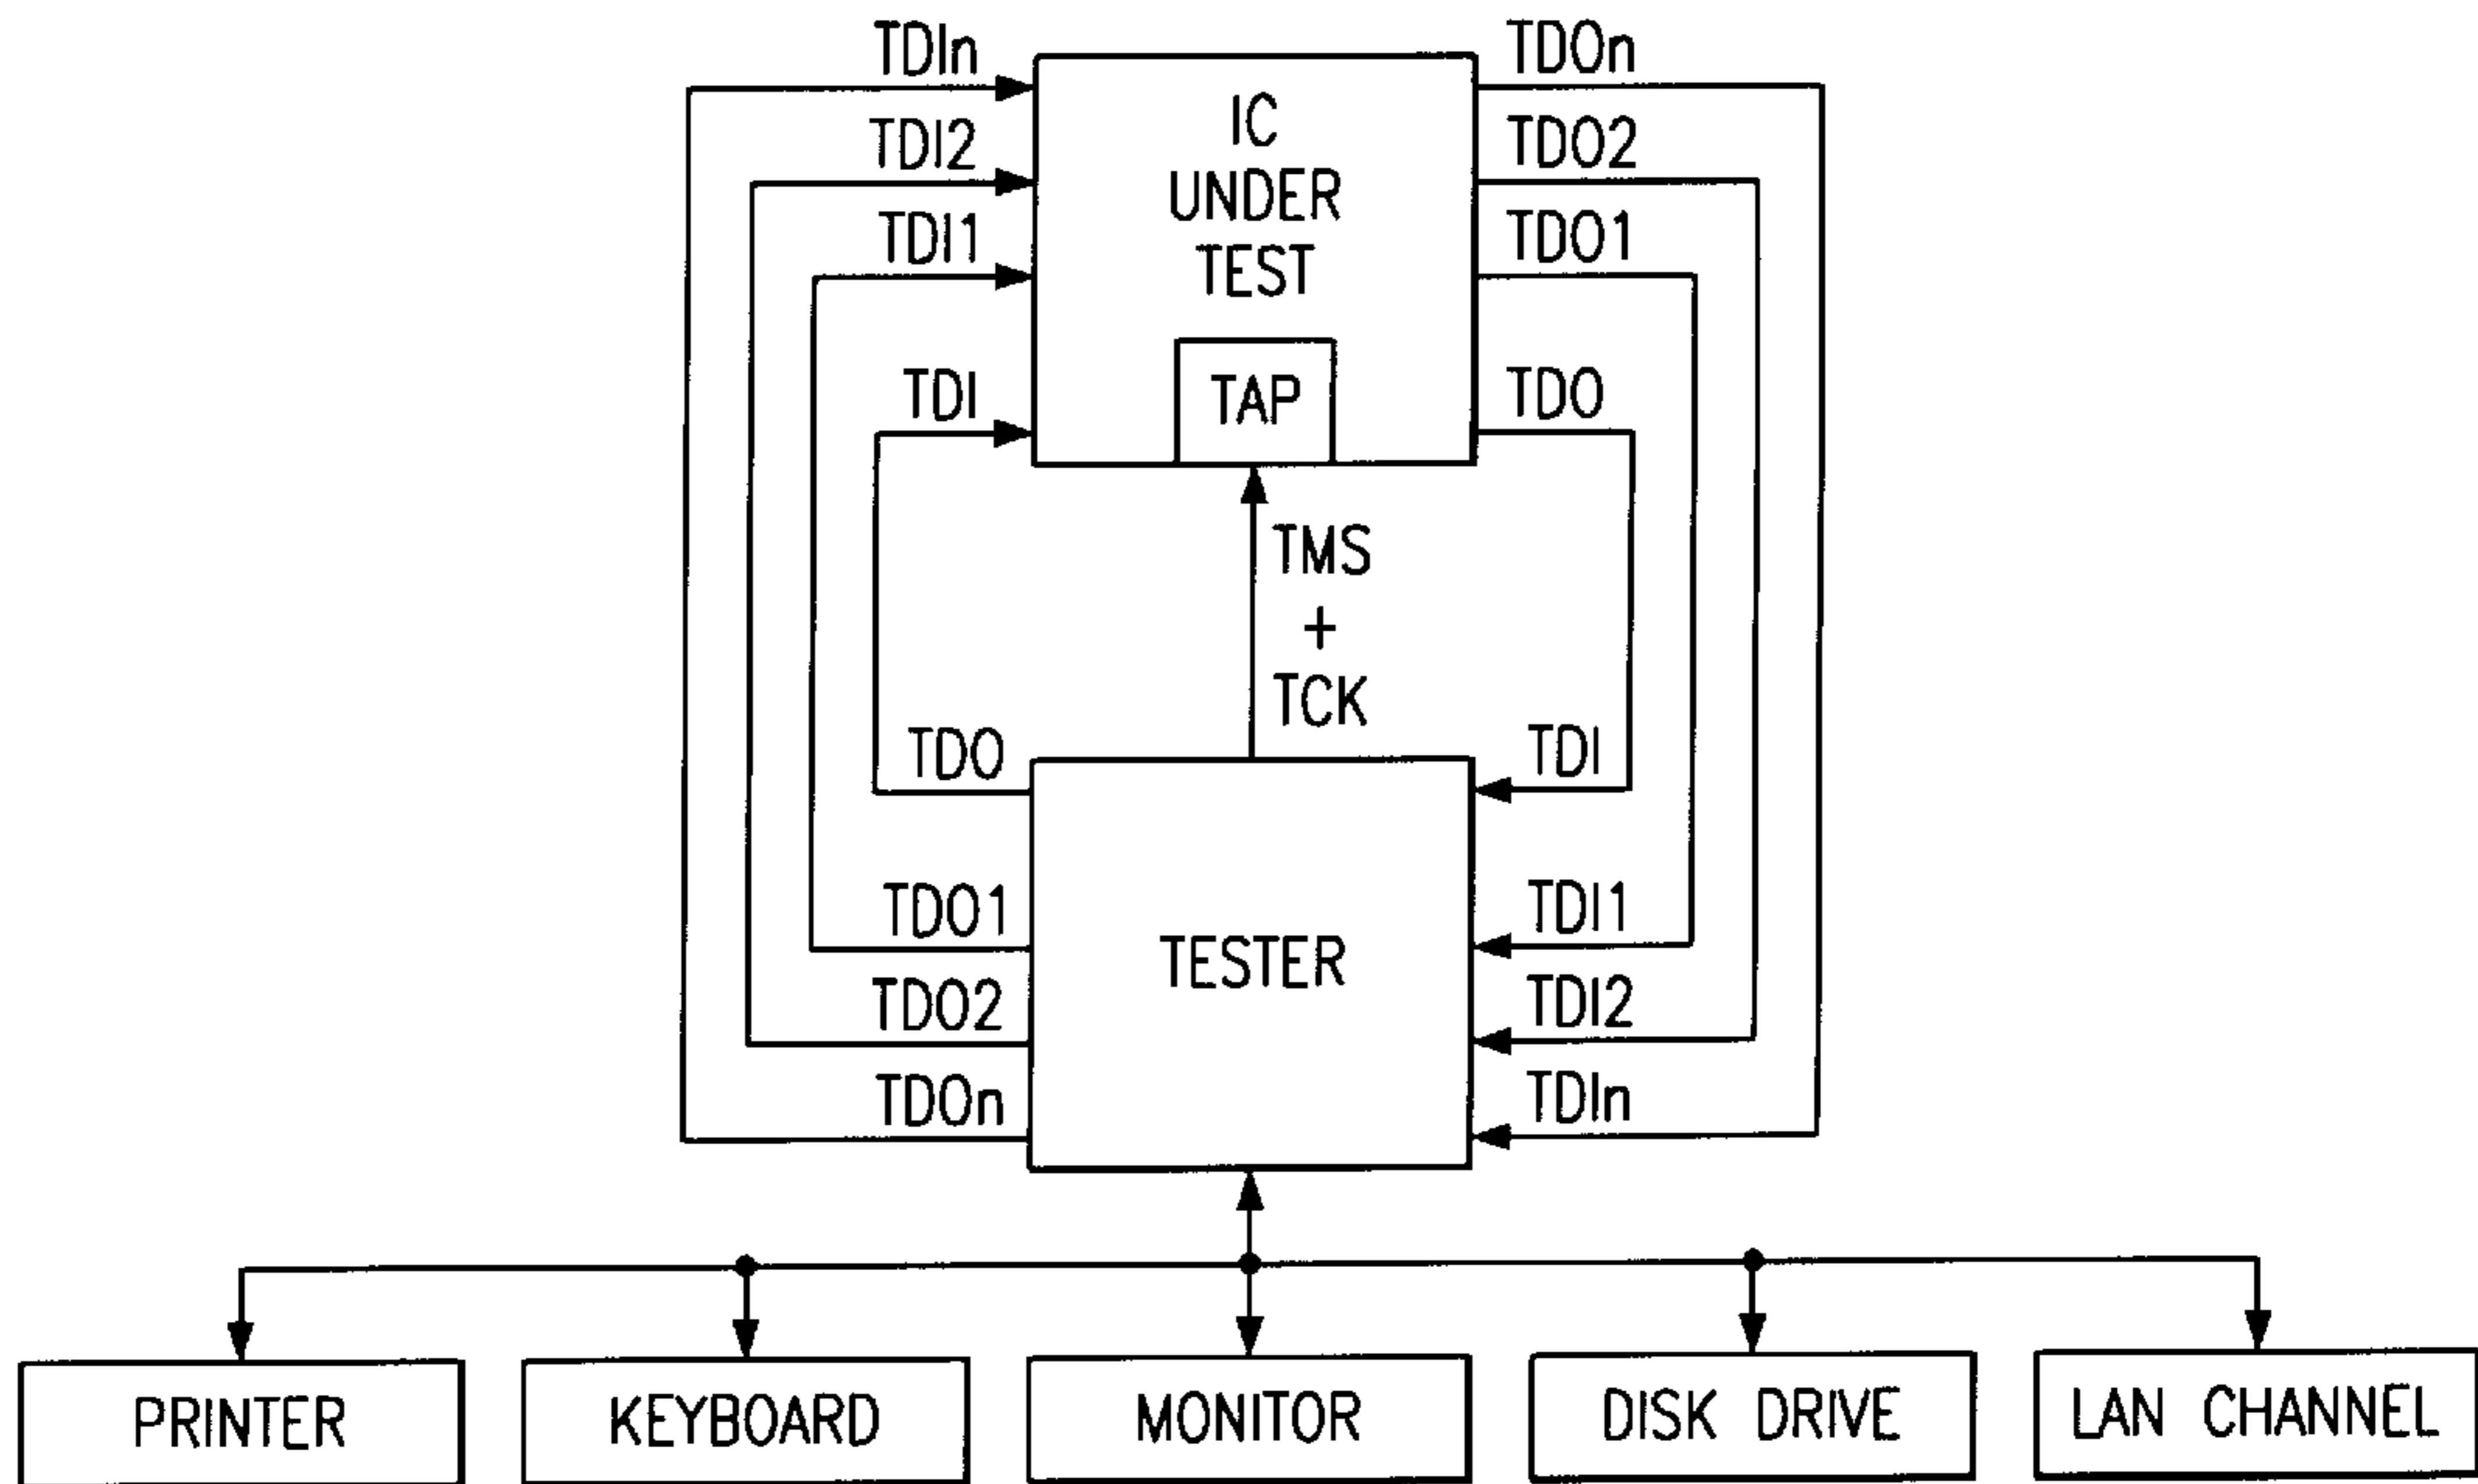 TDIn
TDOn
IC
UNDER
TEST
TDI2
TDO2
TDI1
TDO1
TDI
TAP
TDO
TMS
+
TCK
TDO
TDI
TDO1
TDI1
TESTER
TDO2
TDI2
TDOn
TDIn
PRINTER
KEYBOARD
MONITOR
DISK DRIVE
LAN CHANNEL